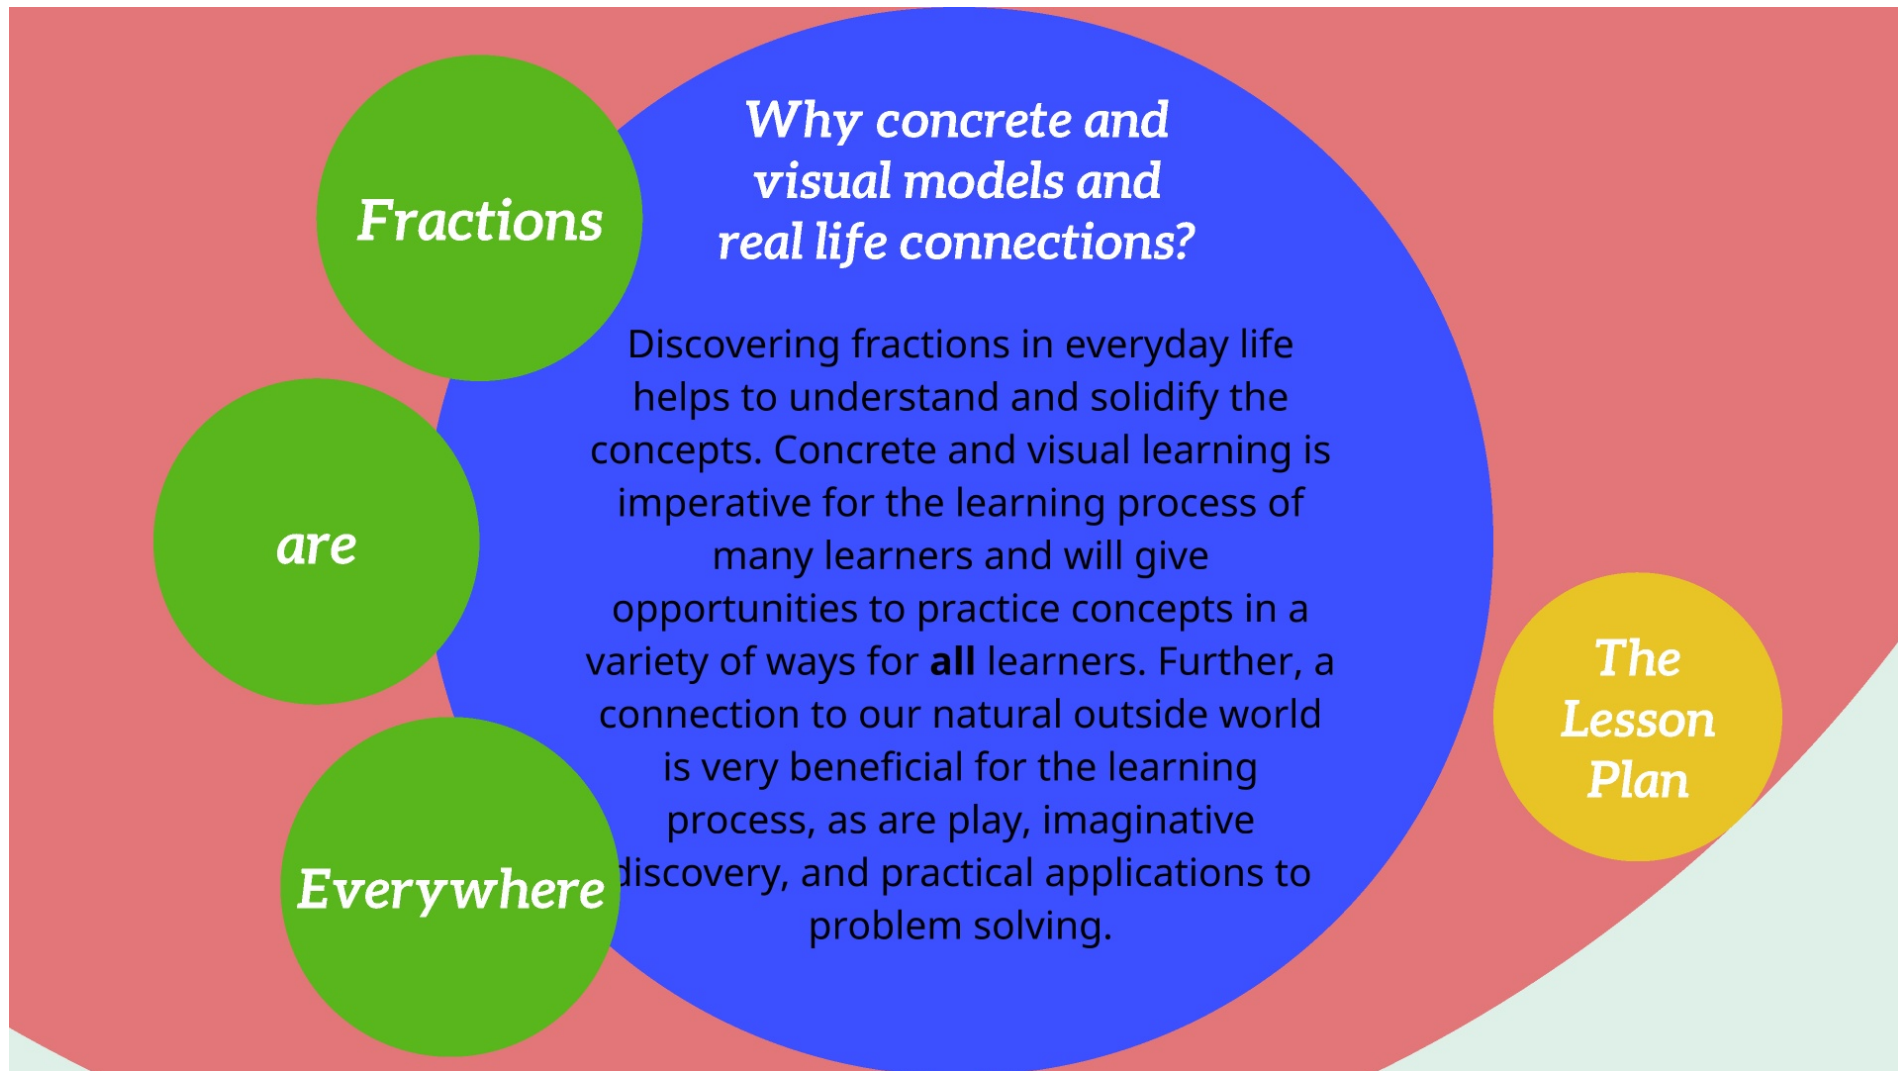 Fractions
are
Everywhere
Why concrete and
visual models and
real life connections?
Discovering fractions in everyday life
helps to understand and solidify the
concepts. Concrete and visual learning is
imperative for the learning process of
many learners and will give
opportunities to practice concepts in a
variety of ways for all learners. Further, a
connection to our natural outside world
is very beneficial for the learning
process, as are play, imaginative
discovery, and practical applications to
problem solving.
The
Lesson
Plan